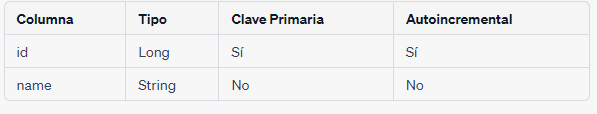 Columna Tipo Clave Primaria Autoincremental
id Long Sí Sí
name String No No